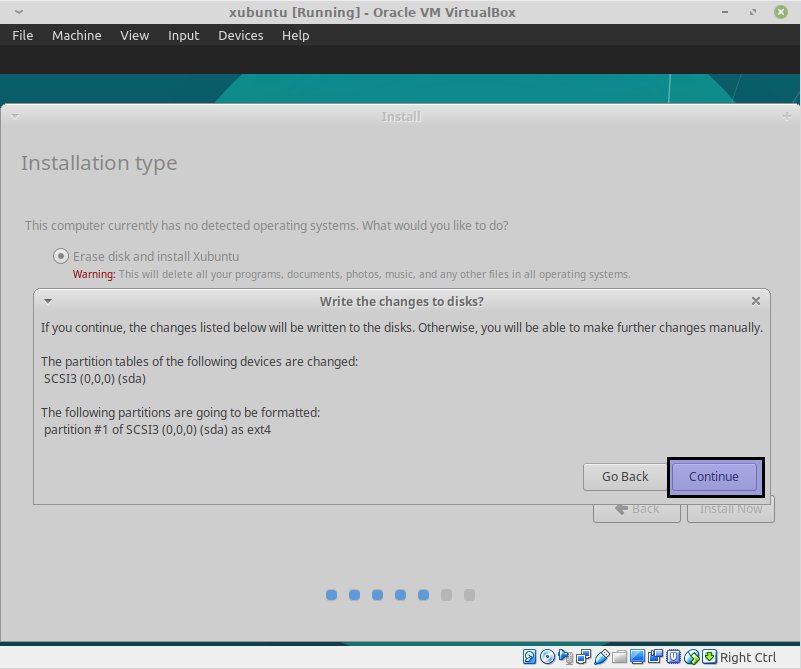 xubuntu [Running] - Oracle VM VirtualBox
File Machine View Input Devices Help
Install
Installation type
This computer currently has no detected operating systems. What would you like to do?
Erase disk and install Xubuntu
Warning: This will delete all your programs, documents, photos, music, and any other files in all operating systems.
Write the changes to disks?
If you continue, the changes listed below will be written to the disks. Otherwise, you will be able to make further changes manually.
The partition tables of the following devices are changed:
SCSI3 (0,0,0) (sda)
The following partitions are going to be formatted:
partition #1 of SCSI3 (0,0,0) (sda) as ext4
Go Back Continue
Back Install Now
Right Ctrl